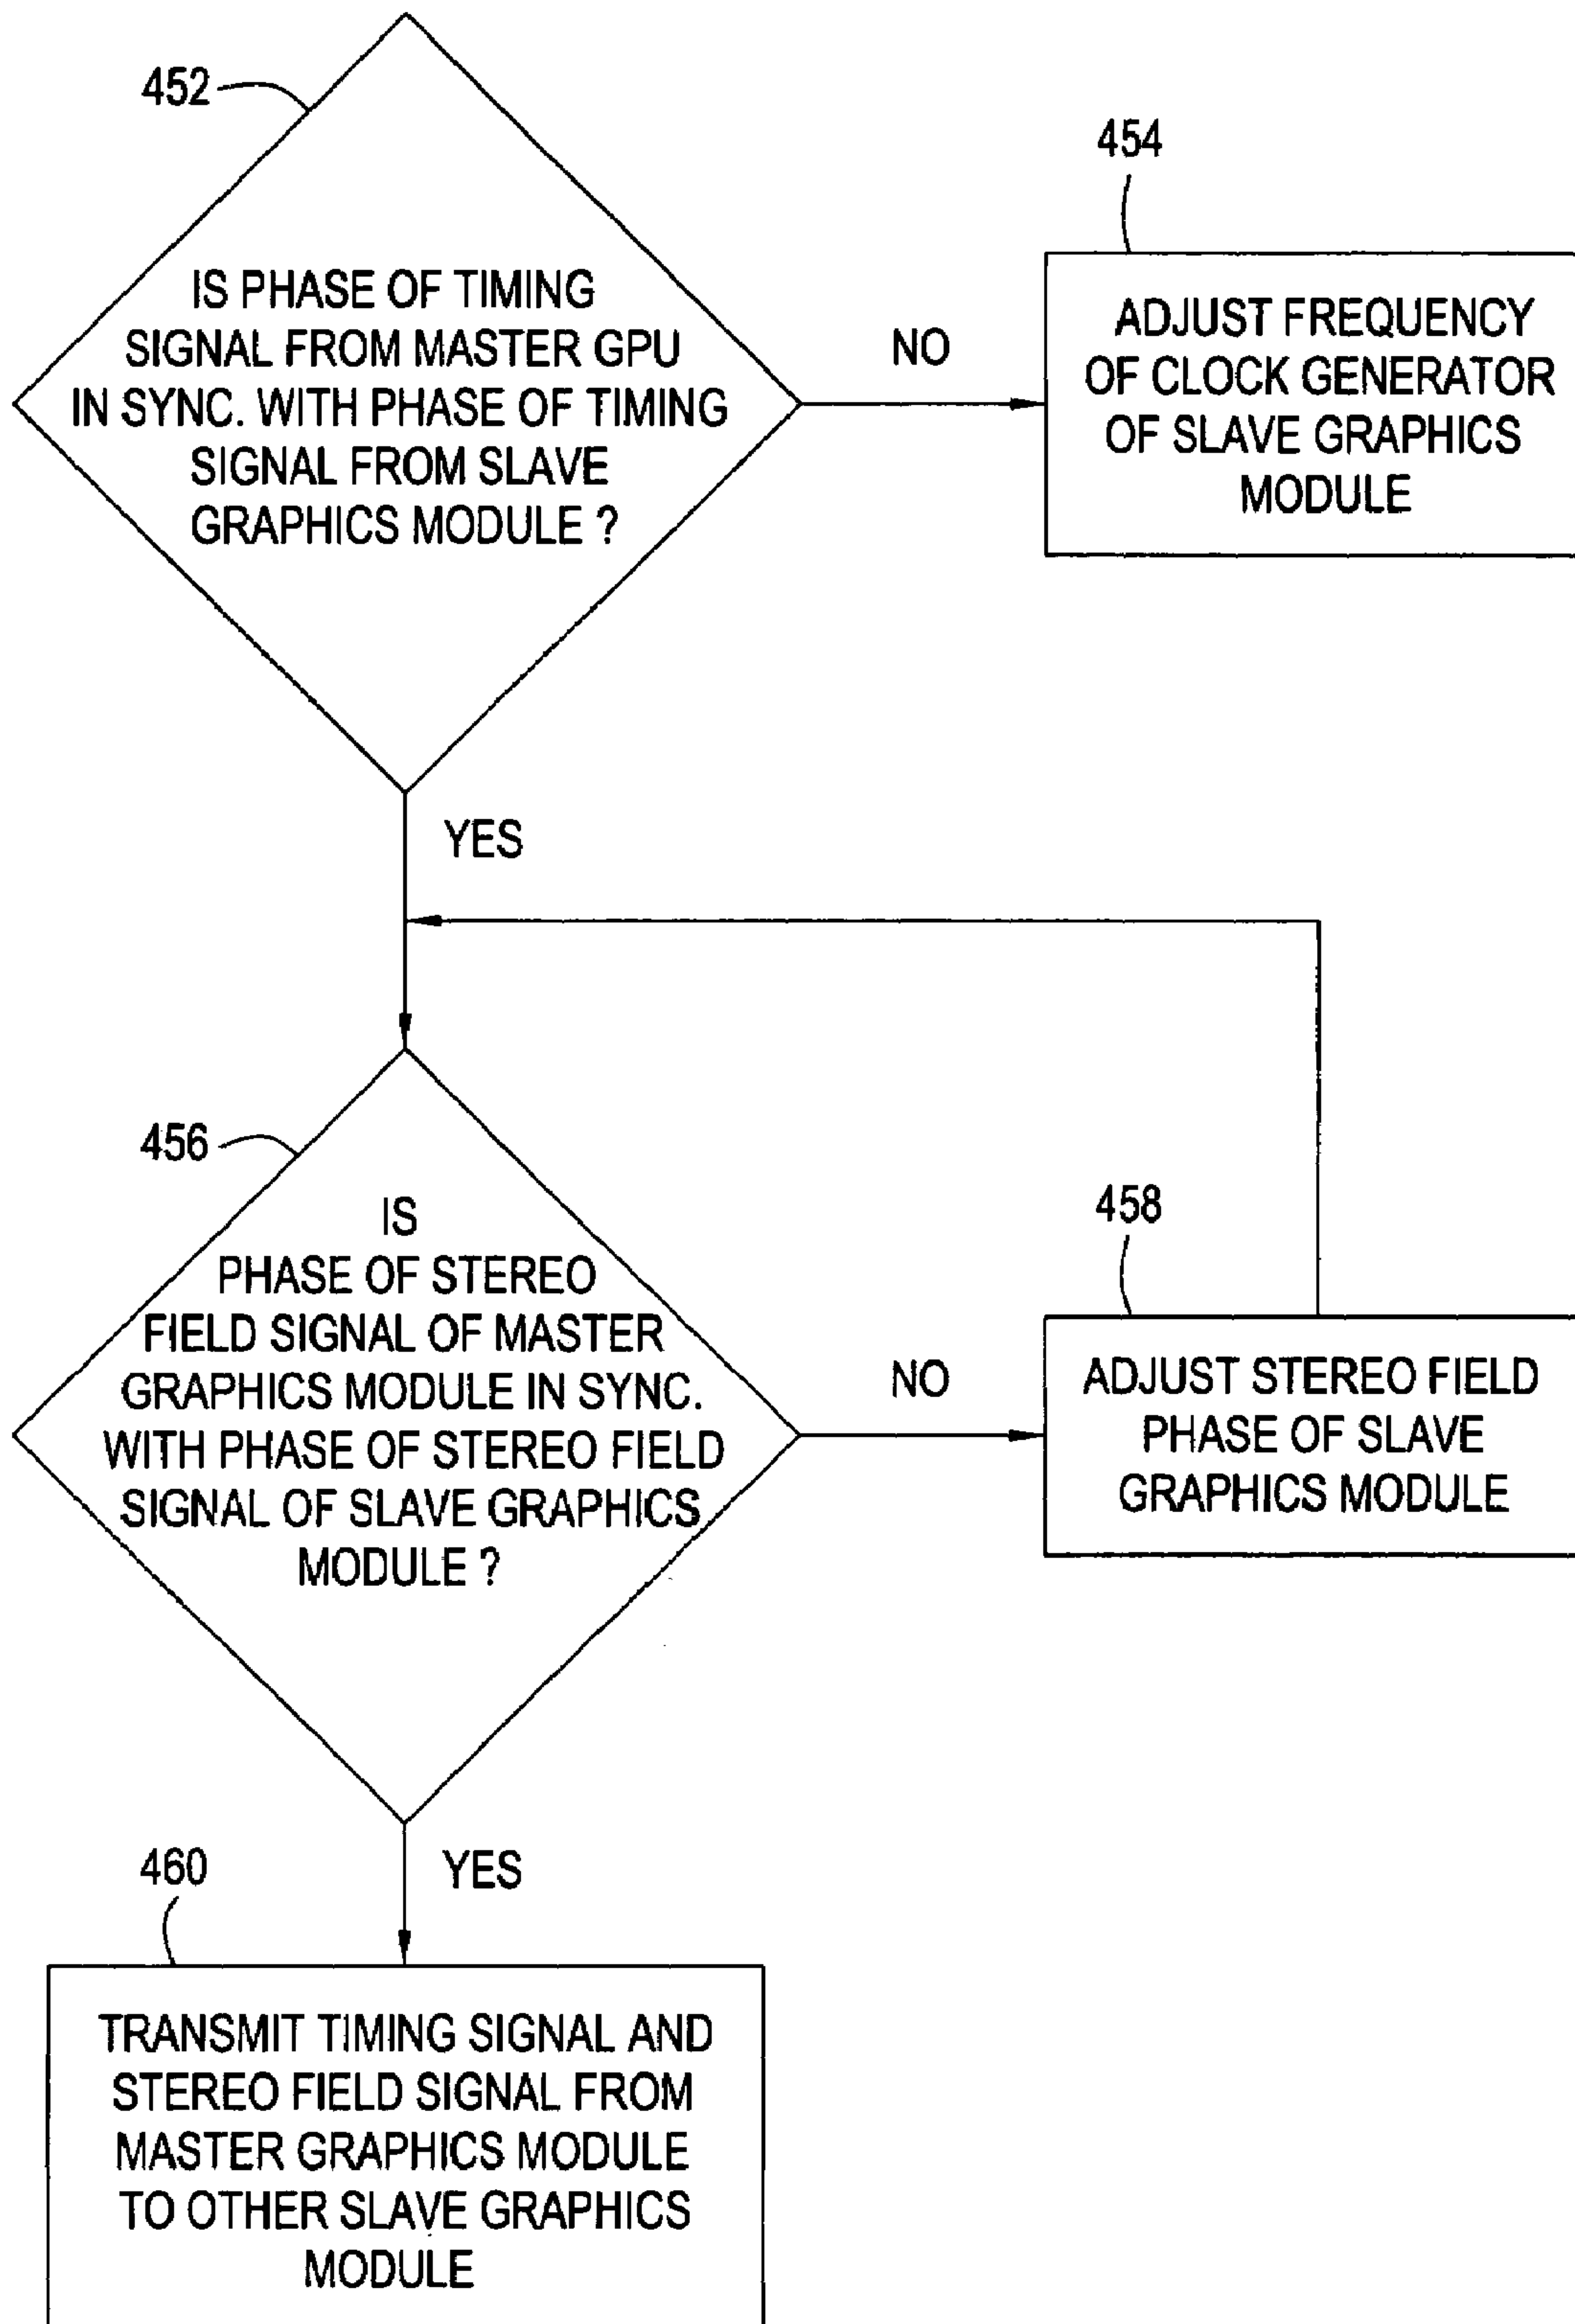 452
IS PHASE OF TIMING
SIGNAL FROM MASTER GPU
IN SYNC. WITH PHASE OF TIMING
SIGNAL FROM SLAVE
GRAPHICS MODULE ?
NO
454
ADJUST FREQUENCY
OF CLOCK GENERATOR
OF SLAVE GRAPHICS
MODULE
YES
456
IS
PHASE OF STEREO
FIELD SIGNAL OF MASTER
GRAPHICS MODULE IN SYNC.
WITH PHASE OF STEREO FIELD
SIGNAL OF SLAVE GRAPHICS
MODULE ?
NO
458
ADJUST STEREO FIELD
PHASE OF SLAVE
GRAPHICS MODULE
YES
460
TRANSMIT TIMING SIGNAL AND
STEREO FIELD SIGNAL FROM
MASTER GRAPHICS MODULE
TO OTHER SLAVE GRAPHICS
MODULE